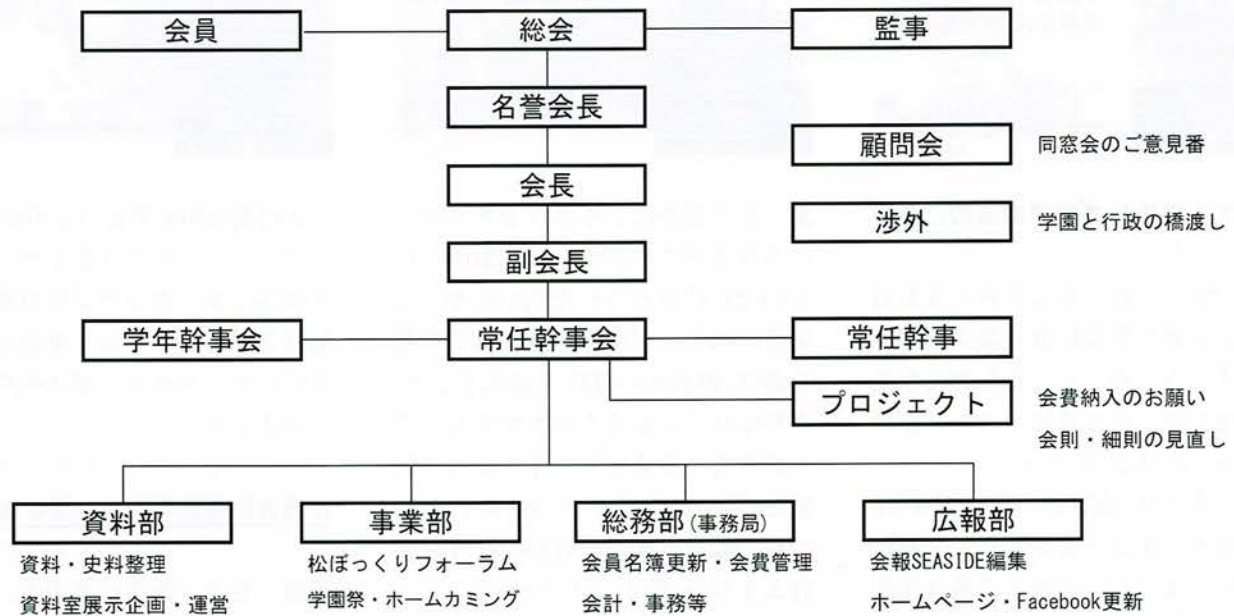 会員
総会
監事
名誉会長
顧問会
同窓会のご意見番
会長
渉外
学園と行政の橋渡し
副会長
学年幹事会
常任幹事会
常任幹事
プロジェクト
会費納入のお願い
会則・細則の見直し
資料部
事業部
総務部(事務局)
広報部
資料・史料整理
松ぼっくりフォーラム
会員名簿更新・会費管理
会報SEASIDE編集
資料室展示企画・運営
学園祭・ホームカミング
会計・事務等
ホームページ・Facebook更新